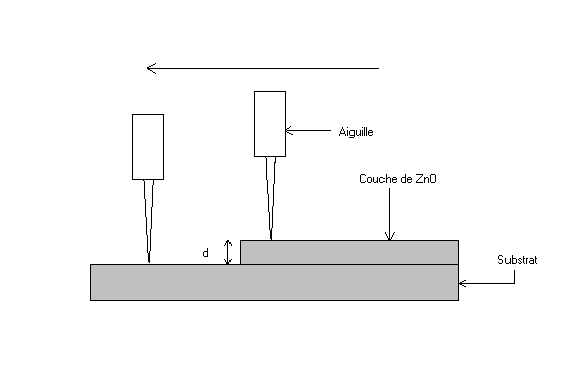 Aiguille
Couche de ZnO
d
Substrat